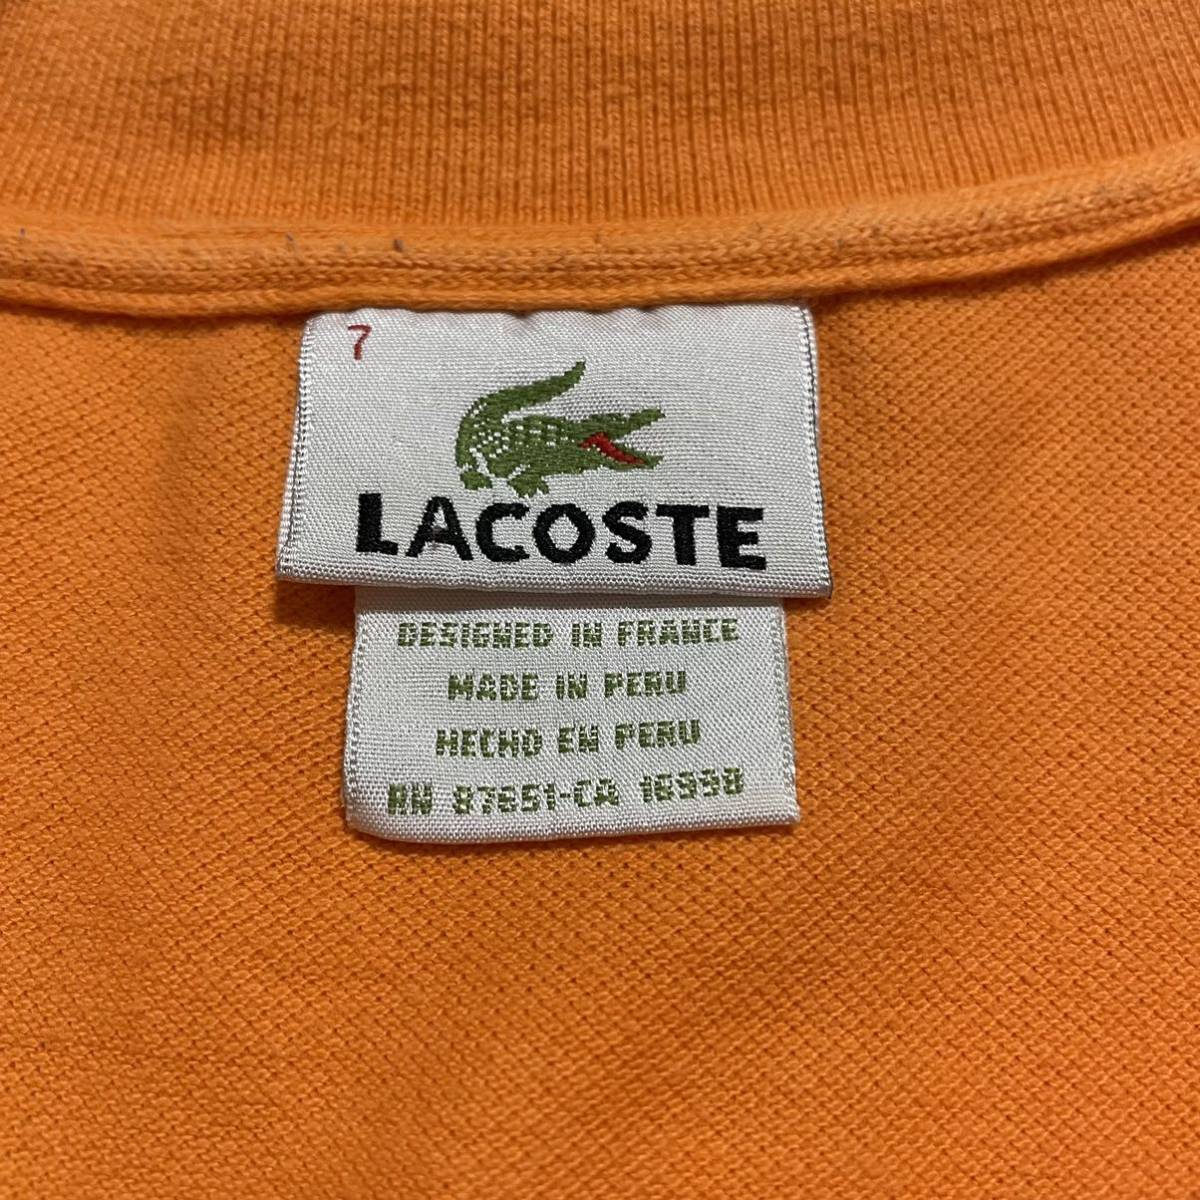 7
LACOSTE
DESIGNED IN FRANCE
MADE IN PERU
HECHO EN PERU
RN 87651-CA 16998